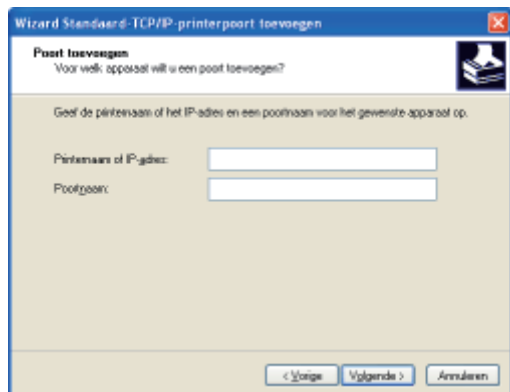 Wizard Standaard-TCP/IP-printerpoort toevoegen
Poort toevoegen
Voor welk apparaat wilt u een poort toevoegen?
Geef de printernaam of het IP-adres en een poortnaam voor het gewenste apparaat op.
Printernaam of IP-adres:
Poortnaam:
< Vorige
Volgende >
Annuleren